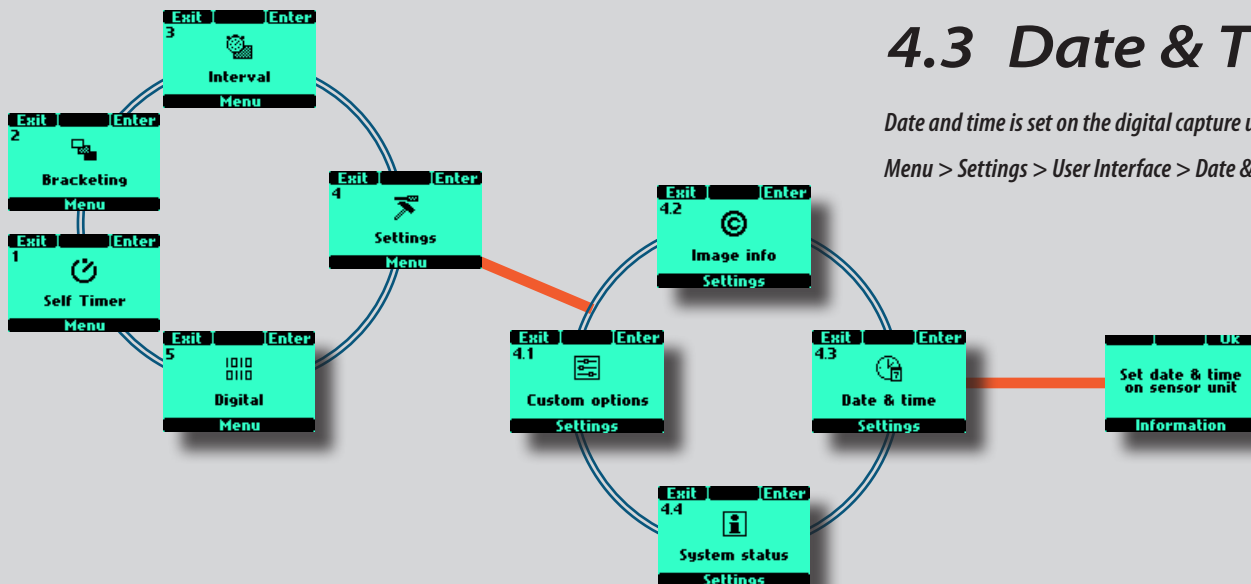 4.3 Date & T
Date and time is set on the digital capture
Menu > Settings > User Interface > Date &
Exit Enter
3
Interval
Menu
Exit Enter
2
Bracketing
Menu
Exit Enter
1
Self Timer
Menu
Exit Enter
5
Digital
Menu
Exit Enter
4
Settings
Menu
Exit Enter
4.2
Image info
Settings
Exit Enter
4.1
Custom options
Settings
Exit Enter
4.3
Date & time
Settings
Exit Enter
4.4
System status
Settings
Ok
Set date & time
on sensor unit
Information